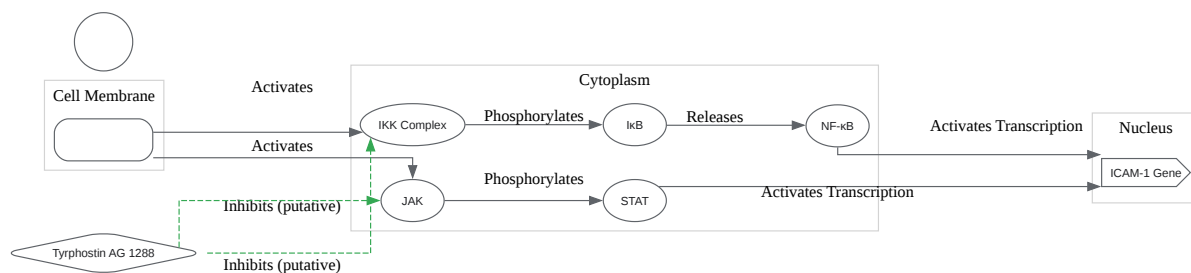 Cell Membrane
Activates
Activates
Cytoplasm
IKK Complex
Phosphorylates
IκB
Releases
NF-κB
JAK
Phosphorylates
STAT
Activates Transcription
Activates Transcription
Nucleus
ICAM-1 Gene
Inhibits (putative)
Tyrphostin AG 1288
Inhibits (putative)